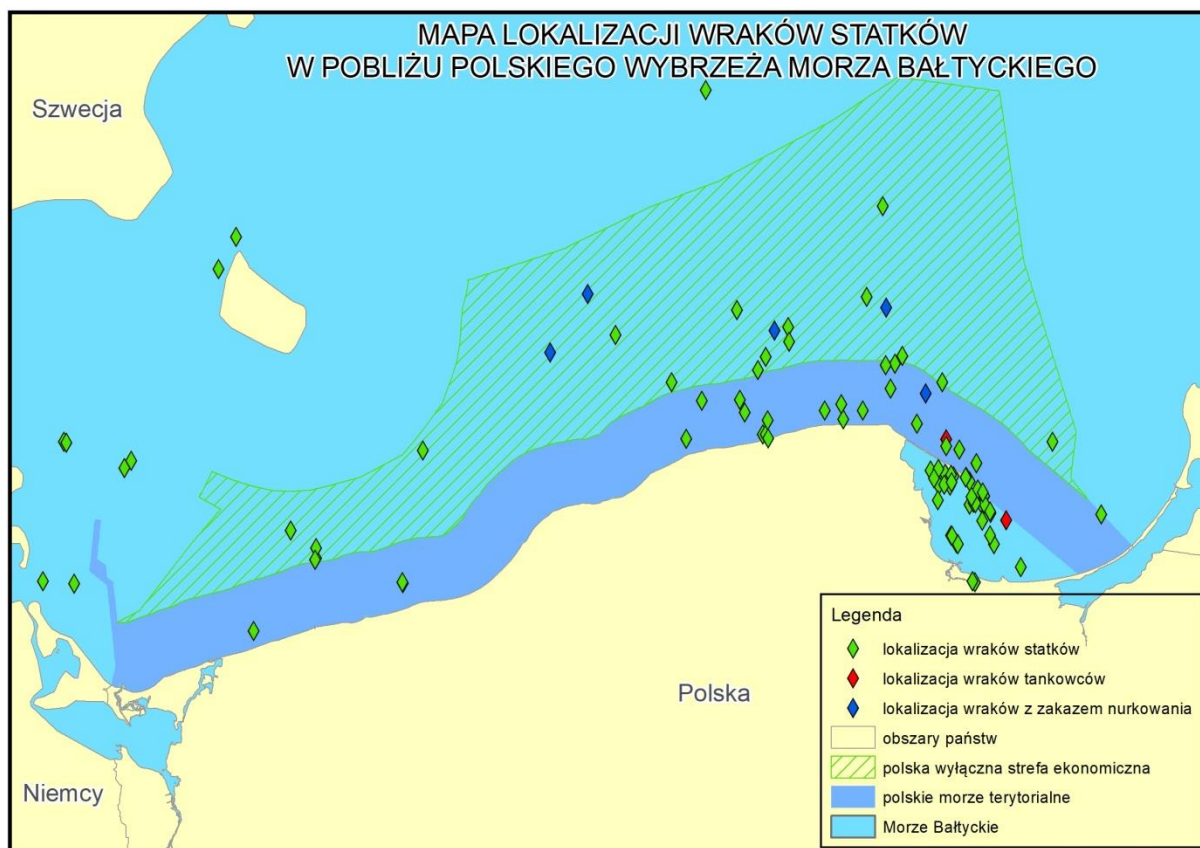 MAPA LOKALIZACJI WRAKÓW STATKÓW
W POBLIŻU POLSKIEGO WYBRZEŻA MORZA BAŁTYCKIEGO
Szwecja
Polska
Niemcy
Legenda
lokalizacja wraków statków
lokalizacja wraków tankowców
lokalizacja wraków z zakazem nurkowania
obszary państw
polska wyłączna strefa ekonomiczna
polskie morze terytorialne
Morze Bałtyckie